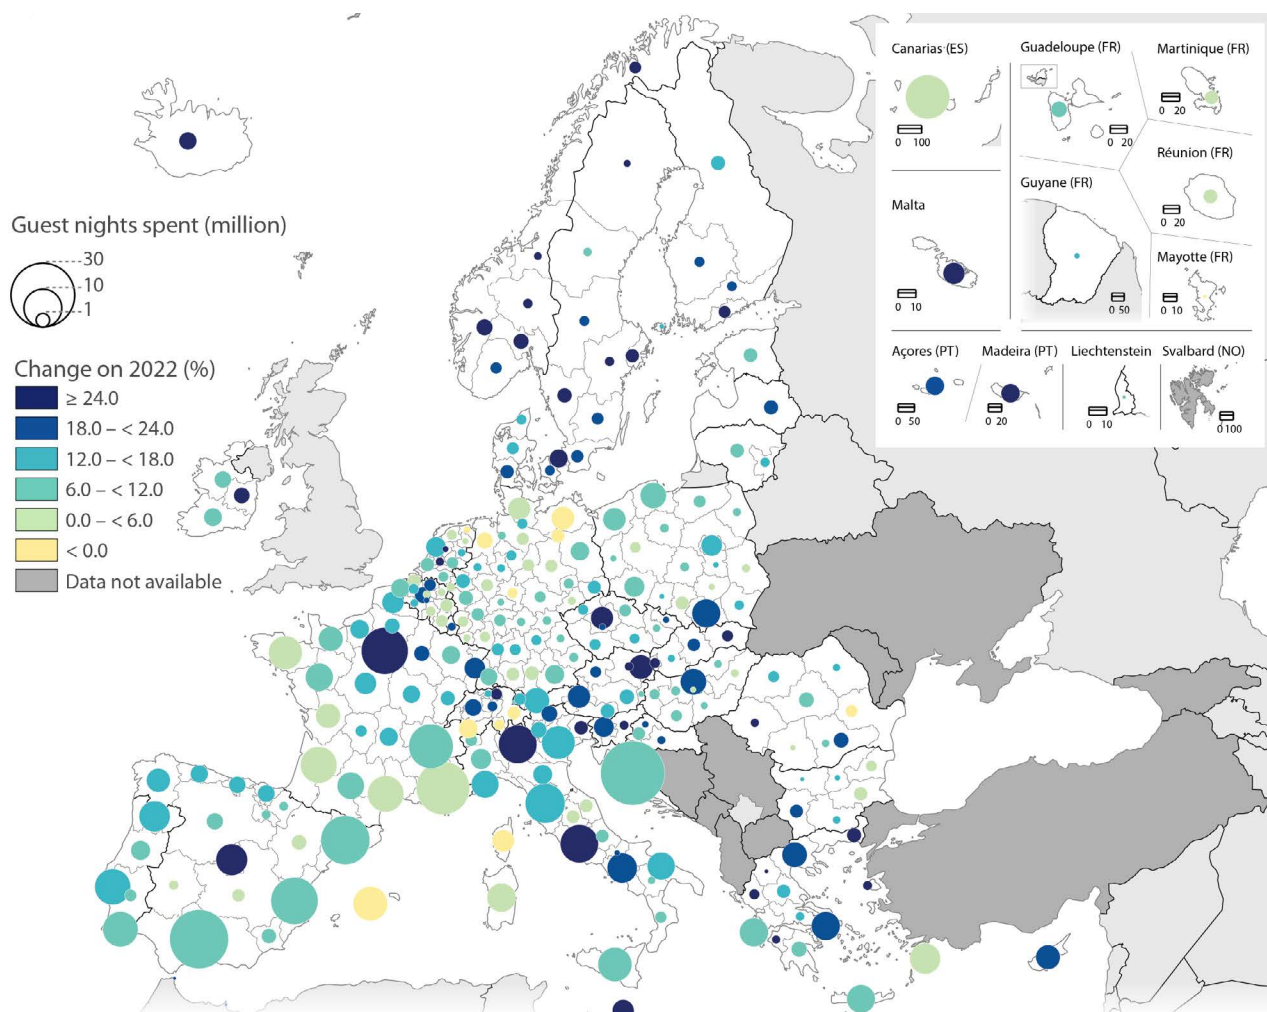 Guest nights spent (million)
30
10
1
Change on 2022 (%)
≥ 24.0
18.0 – < 24.0
12.0 – < 18.0
6.0 – < 12.0
0.0 – < 6.0
< 0.0
Data not available
Canarias (ES)
0 100
Guadeloupe (FR)
0 20
Martinique (FR)
0 20
Réunion (FR)
0 20
Guyane (FR)
0 50
Mayotte (FR)
0 10
Malta
0 10
Açores (PT)
0 50
Madeira (PT)
0 20
Liechtenstein
0 10
Svalbard (NO)
0 100